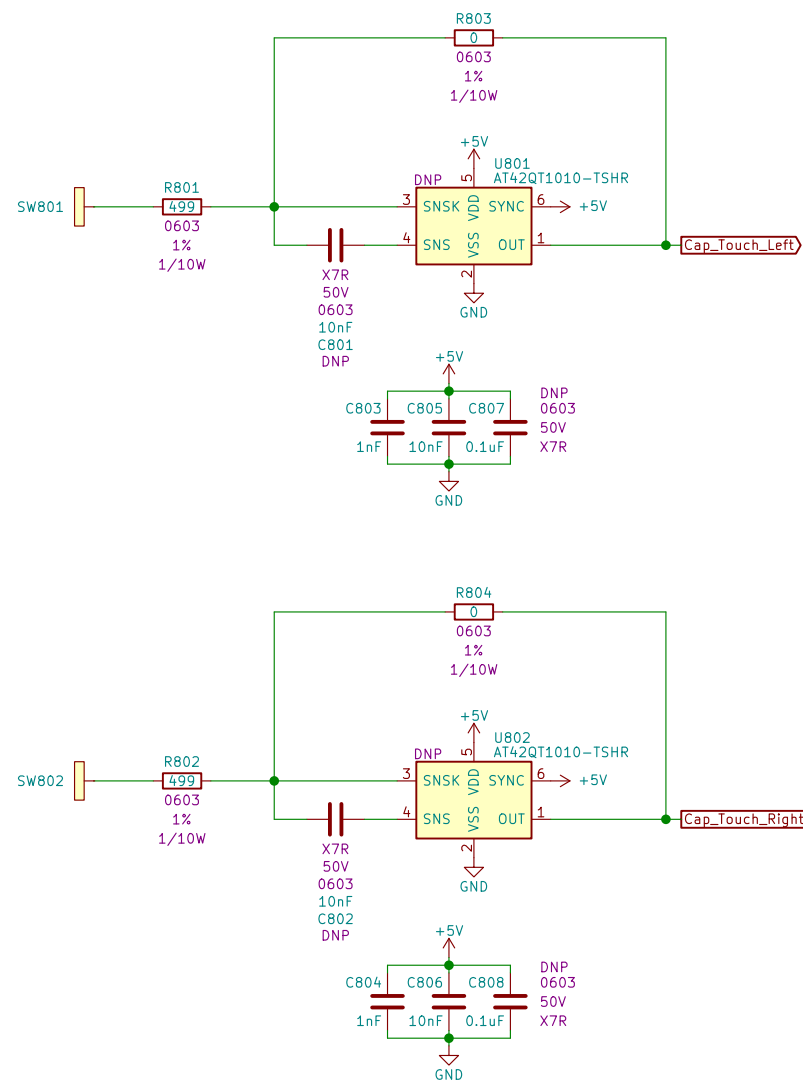 R803
0
0603
1%
1/10W
+5V
U801
AT42QT1010-TSHR
DNP
5
SW801
R801
499
0603
1%
1/10W
3
SNSK
VDD
SYNC
6
+5V
4
SNS
VSS
OUT
1
Cap_Touch_Left
2
GND
X7R
50V
0603
10nF
C801
DNP
+5V
C803
C805
C807
DNP
0603
50V
X7R
1nF
10nF
0.1uF
GND
R804
0
0603
1%
1/10W
+5V
U802
AT42QT1010-TSHR
DNP
5
SW802
R802
499
0603
1%
1/10W
3
SNSK
VDD
SYNC
6
+5V
4
SNS
VSS
OUT
1
Cap_Touch_Right
2
GND
X7R
50V
0603
10nF
C802
DNP
+5V
C804
C806
C808
DNP
0603
50V
X7R
1nF
10nF
0.1uF
GND